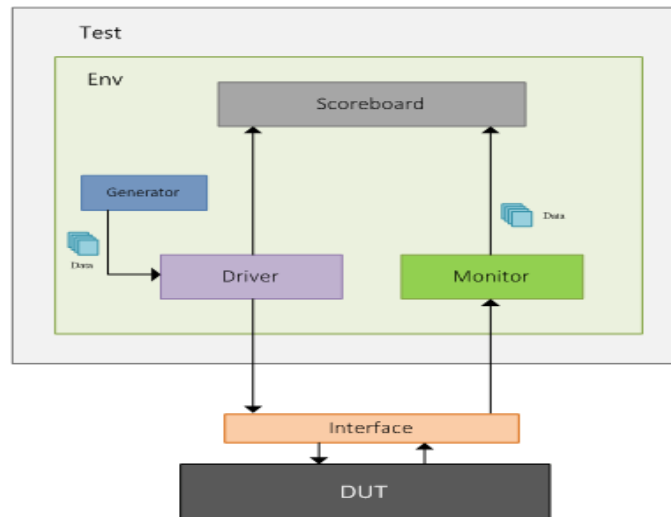 Test
Env
Scoreboard
Generator
Data
Data
Driver
Monitor
Interface
DUT